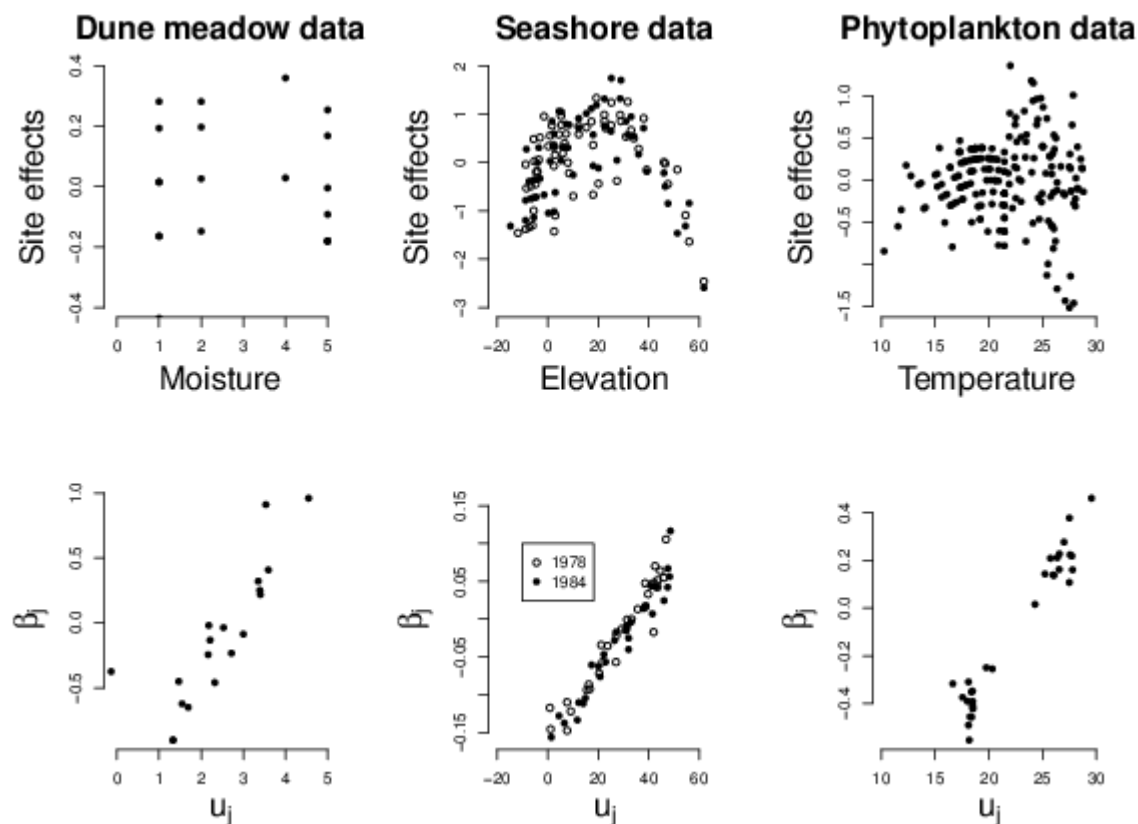 Dune meadow data
Seashore data
Phytoplankton data
Site effects
0.4
0.2
0.0
−0.2
−0.4
0 1 2 3 4 5
Moisture
Site effects
2
1
0
−1
−2
−3
−20 0 20 40 60
Elevation
Site effects
1.0
0.5
0.0
−0.5
−1.5
10 15 20 25 30
Temperature
βj
1.0
0.5
0.0
−0.5
0 1 2 3 4 5
uj
βj
0.15
0.05
−0.05
−0.15
1978
1984
−20 0 20 40 60
uj
βj
0.4
0.2
0.0
−0.2
−0.4
10 15 20 25 30
uj